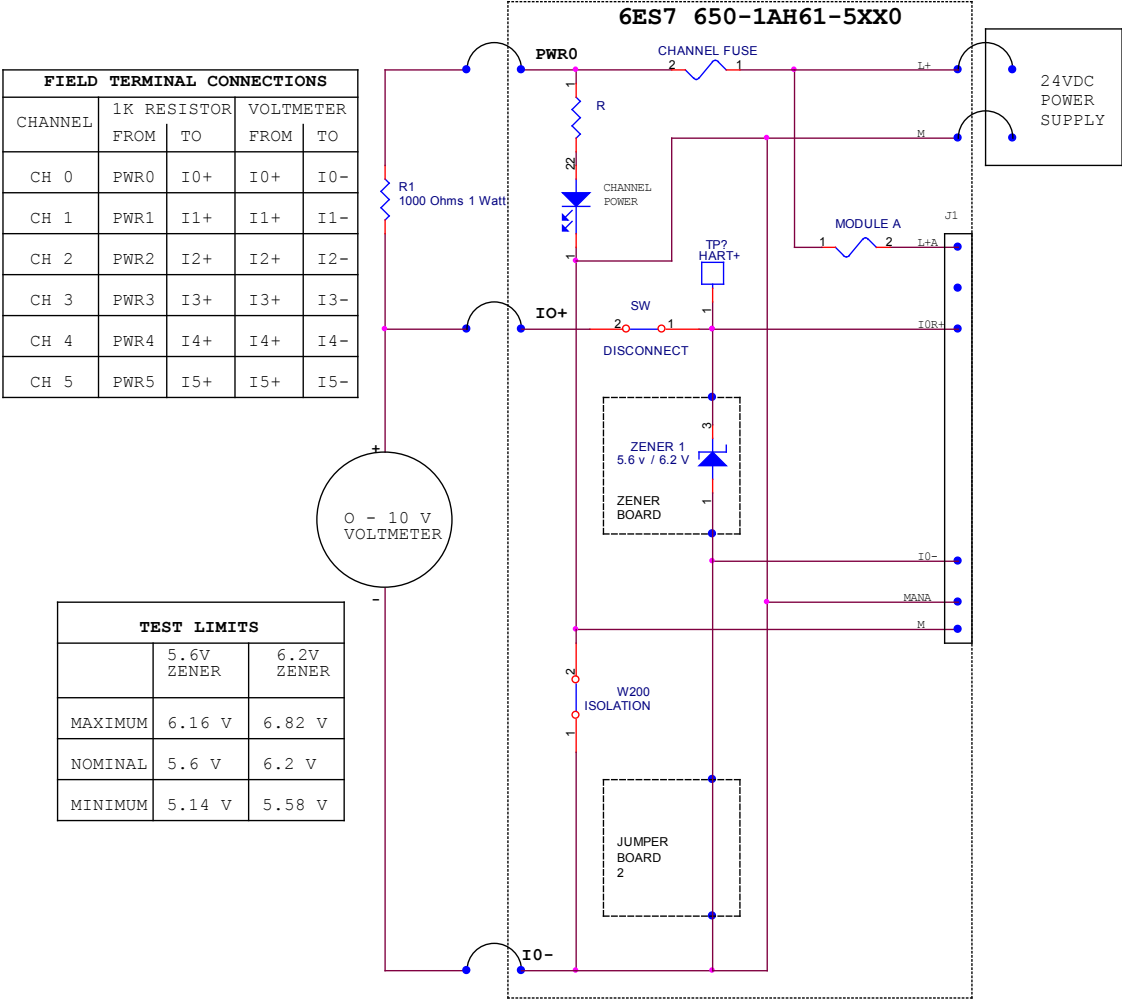 6ES7 650-1AH61-5XX0
FIELD TERMINAL CONNECTIONS
CHANNEL
1K RESISTOR
VOLTMETER
FROM
TO
FROM
TO
CH 0 PWR0 I0+ I0+ I0-
CH 1 PWR1 I1+ I1+ I1-
CH 2 PWR2 I2+ I2+ I2-
CH 3 PWR3 I3+ I3+ I3-
CH 4 PWR4 I4+ I4+ I4-
CH 5 PWR5 I5+ I5+ I5-
PWR0
CHANNEL FUSE
2
1
L+
24VDC
POWER
SUPPLY
M
1
R
22
CHANNEL
POWER
1
R1
1000 Ohms 1 Watt
MODULE A
1
2
L+A
J1
TP?
HART+
1
IO+
SW
2
1
DISCONNECT
I0R+
3
ZENER 1
5.6 v / 6.2 V
1
ZENER
BOARD
+
O - 10 V
VOLTMETER
-
I0-
MANA
M
TEST LIMITS
5.6V
ZENER
6.2V
ZENER
MAXIMUM 6.16 V 6.82 V
NOMINAL 5.6 V 6.2 V
MINIMUM 5.14 V 5.58 V
2
W200
ISOLATION
1
JUMPER
BOARD
2
I0-